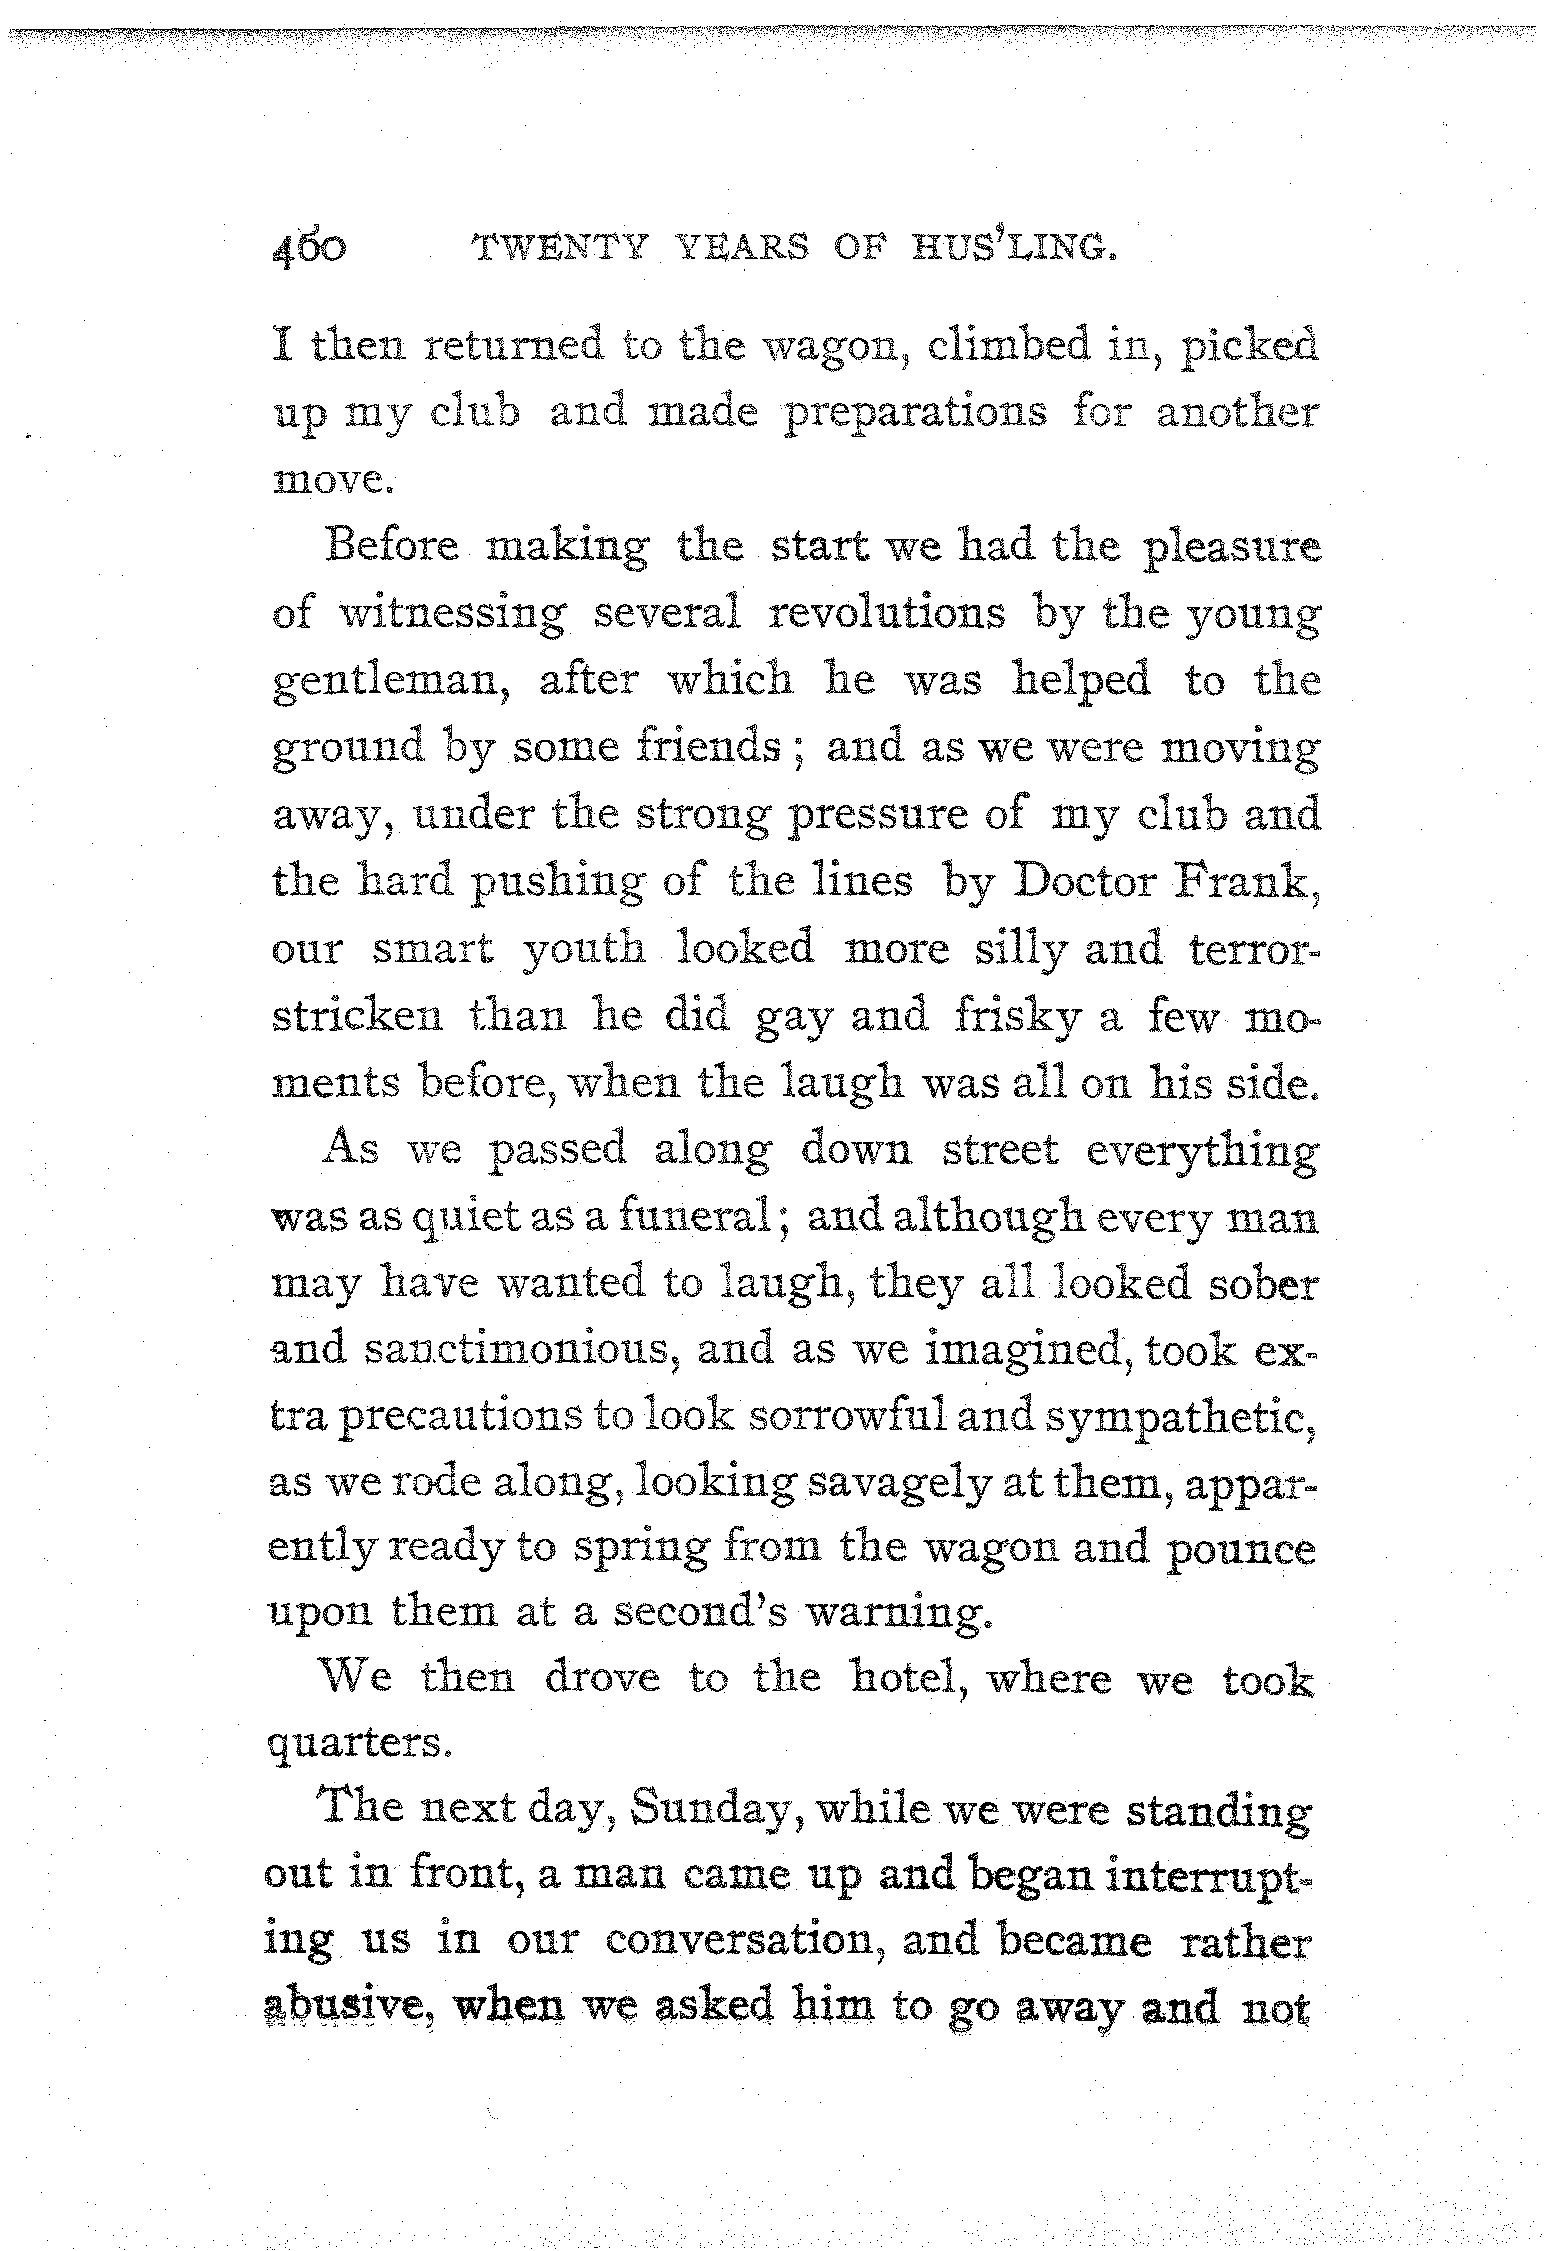 460 TWENTY YEARS OF HUS'LING.
I then returned to the wagon, climbed in, picked
up my club and made preparations for another
move.
Before making the start we had the pleasure
of witnessing several revolutions by the young
gentleman, after which he was helped to the
ground by some friends; and as we were moving
away, under the strong pressure of my club and
the hard pushing of the lines by Doctor Frank,
our smart youth looked more silly and terror-
stricken than he did gay and frisky a few mo-
ments before, when the laugh was all on his side.
As we passed along down street everything
was as quiet as a funeral; and although every man
may have wanted to laugh, they all looked sober
and sanctimonious, and as we imagined, took ex-
tra precautions to look sorrowful and sympathetic,
as we rode along, looking savagely at them, appar-
ently ready to spring from the wagon and pounce
upon them at a second's warning.
We then drove to the hotel, where we took
quarters.
The next day, Sunday, while we were standing
out in front, a man came up and began interrupt-
ing us in our conversation, and became rather
abusive, when we asked him to go away and not